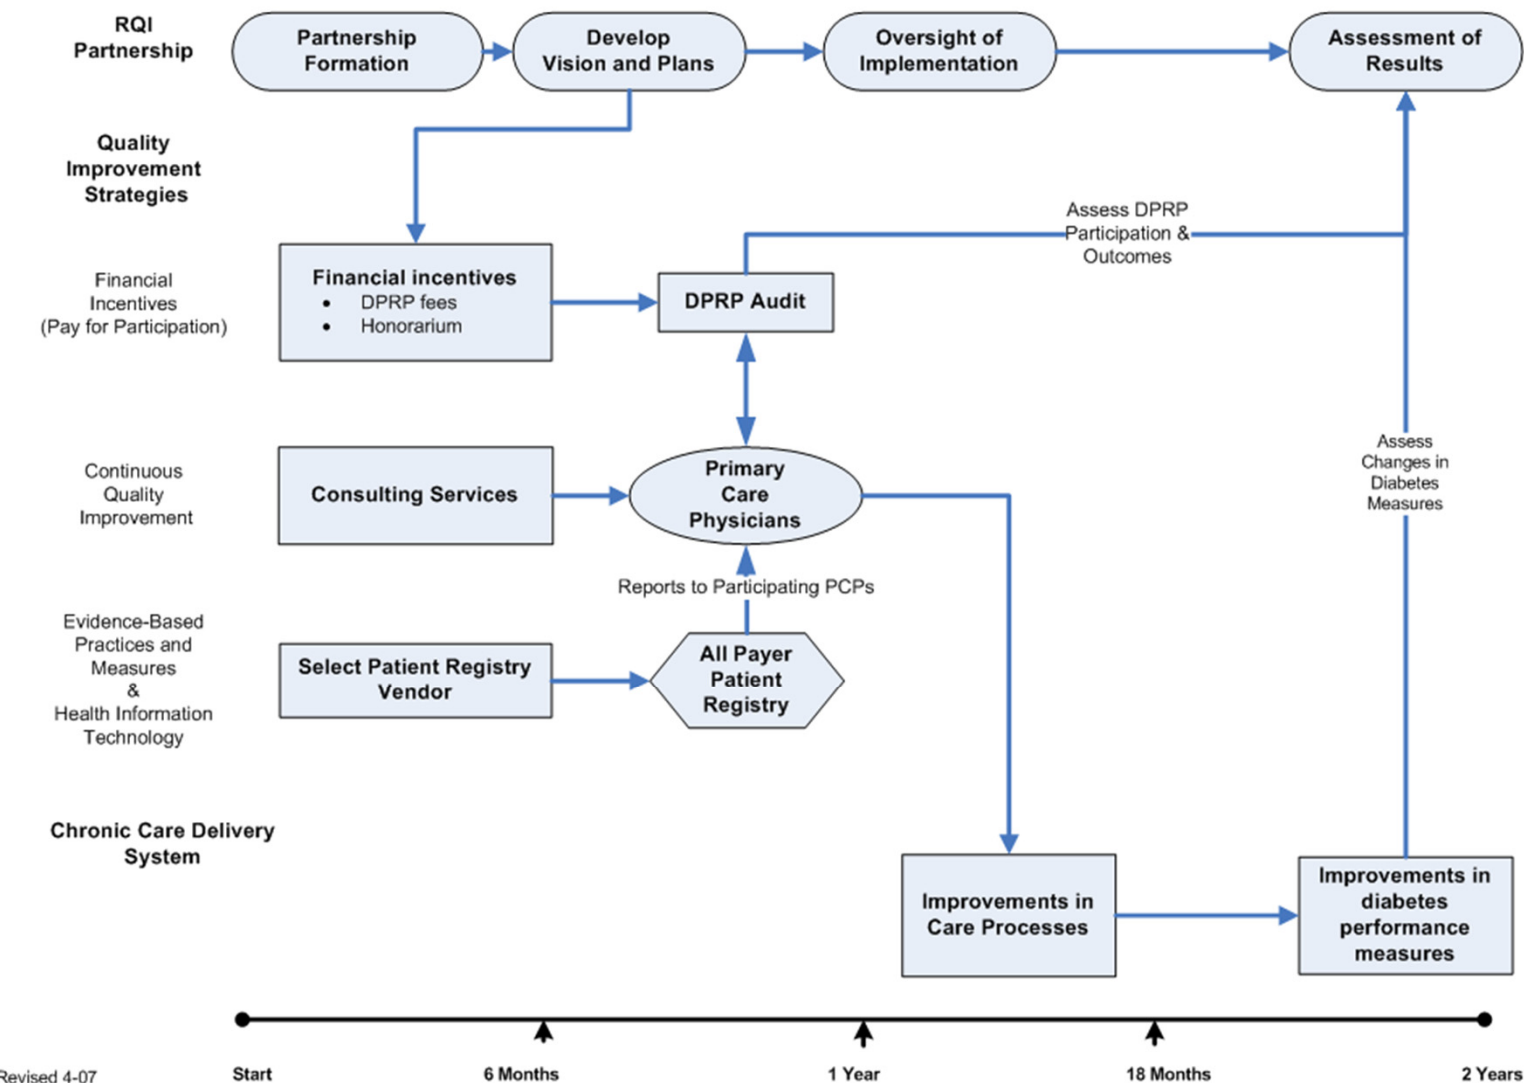 RQI
Partnership
Partnership
Formation
Develop
Vision and Plans
Oversight of
Implementation
Assessment of
Results
Quality
Improvement
Strategies
Financial
Incentives
(Pay for Participation)
Financial incentives
• DPRP fees
• Honorarium
DPRP Audit
Assess DPRP
Participation &
Outcomes
Continuous
Quality
Improvement
Consulting Services
Primary
Care
Physicians
Assess
Changes in
Diabetes
Measures
Reports to Participating PCPs
Evidence-Based
Practices and
Measures
&
Health Information
Technology
Select Patient Registry
Vendor
All Payer
Patient
Registry
Chronic Care Delivery
System
Improvements in
Care Processes
Improvements in
diabetes
performance
measures
Revised 4-07
Start
6 Months
1 Year
18 Months
2 Years